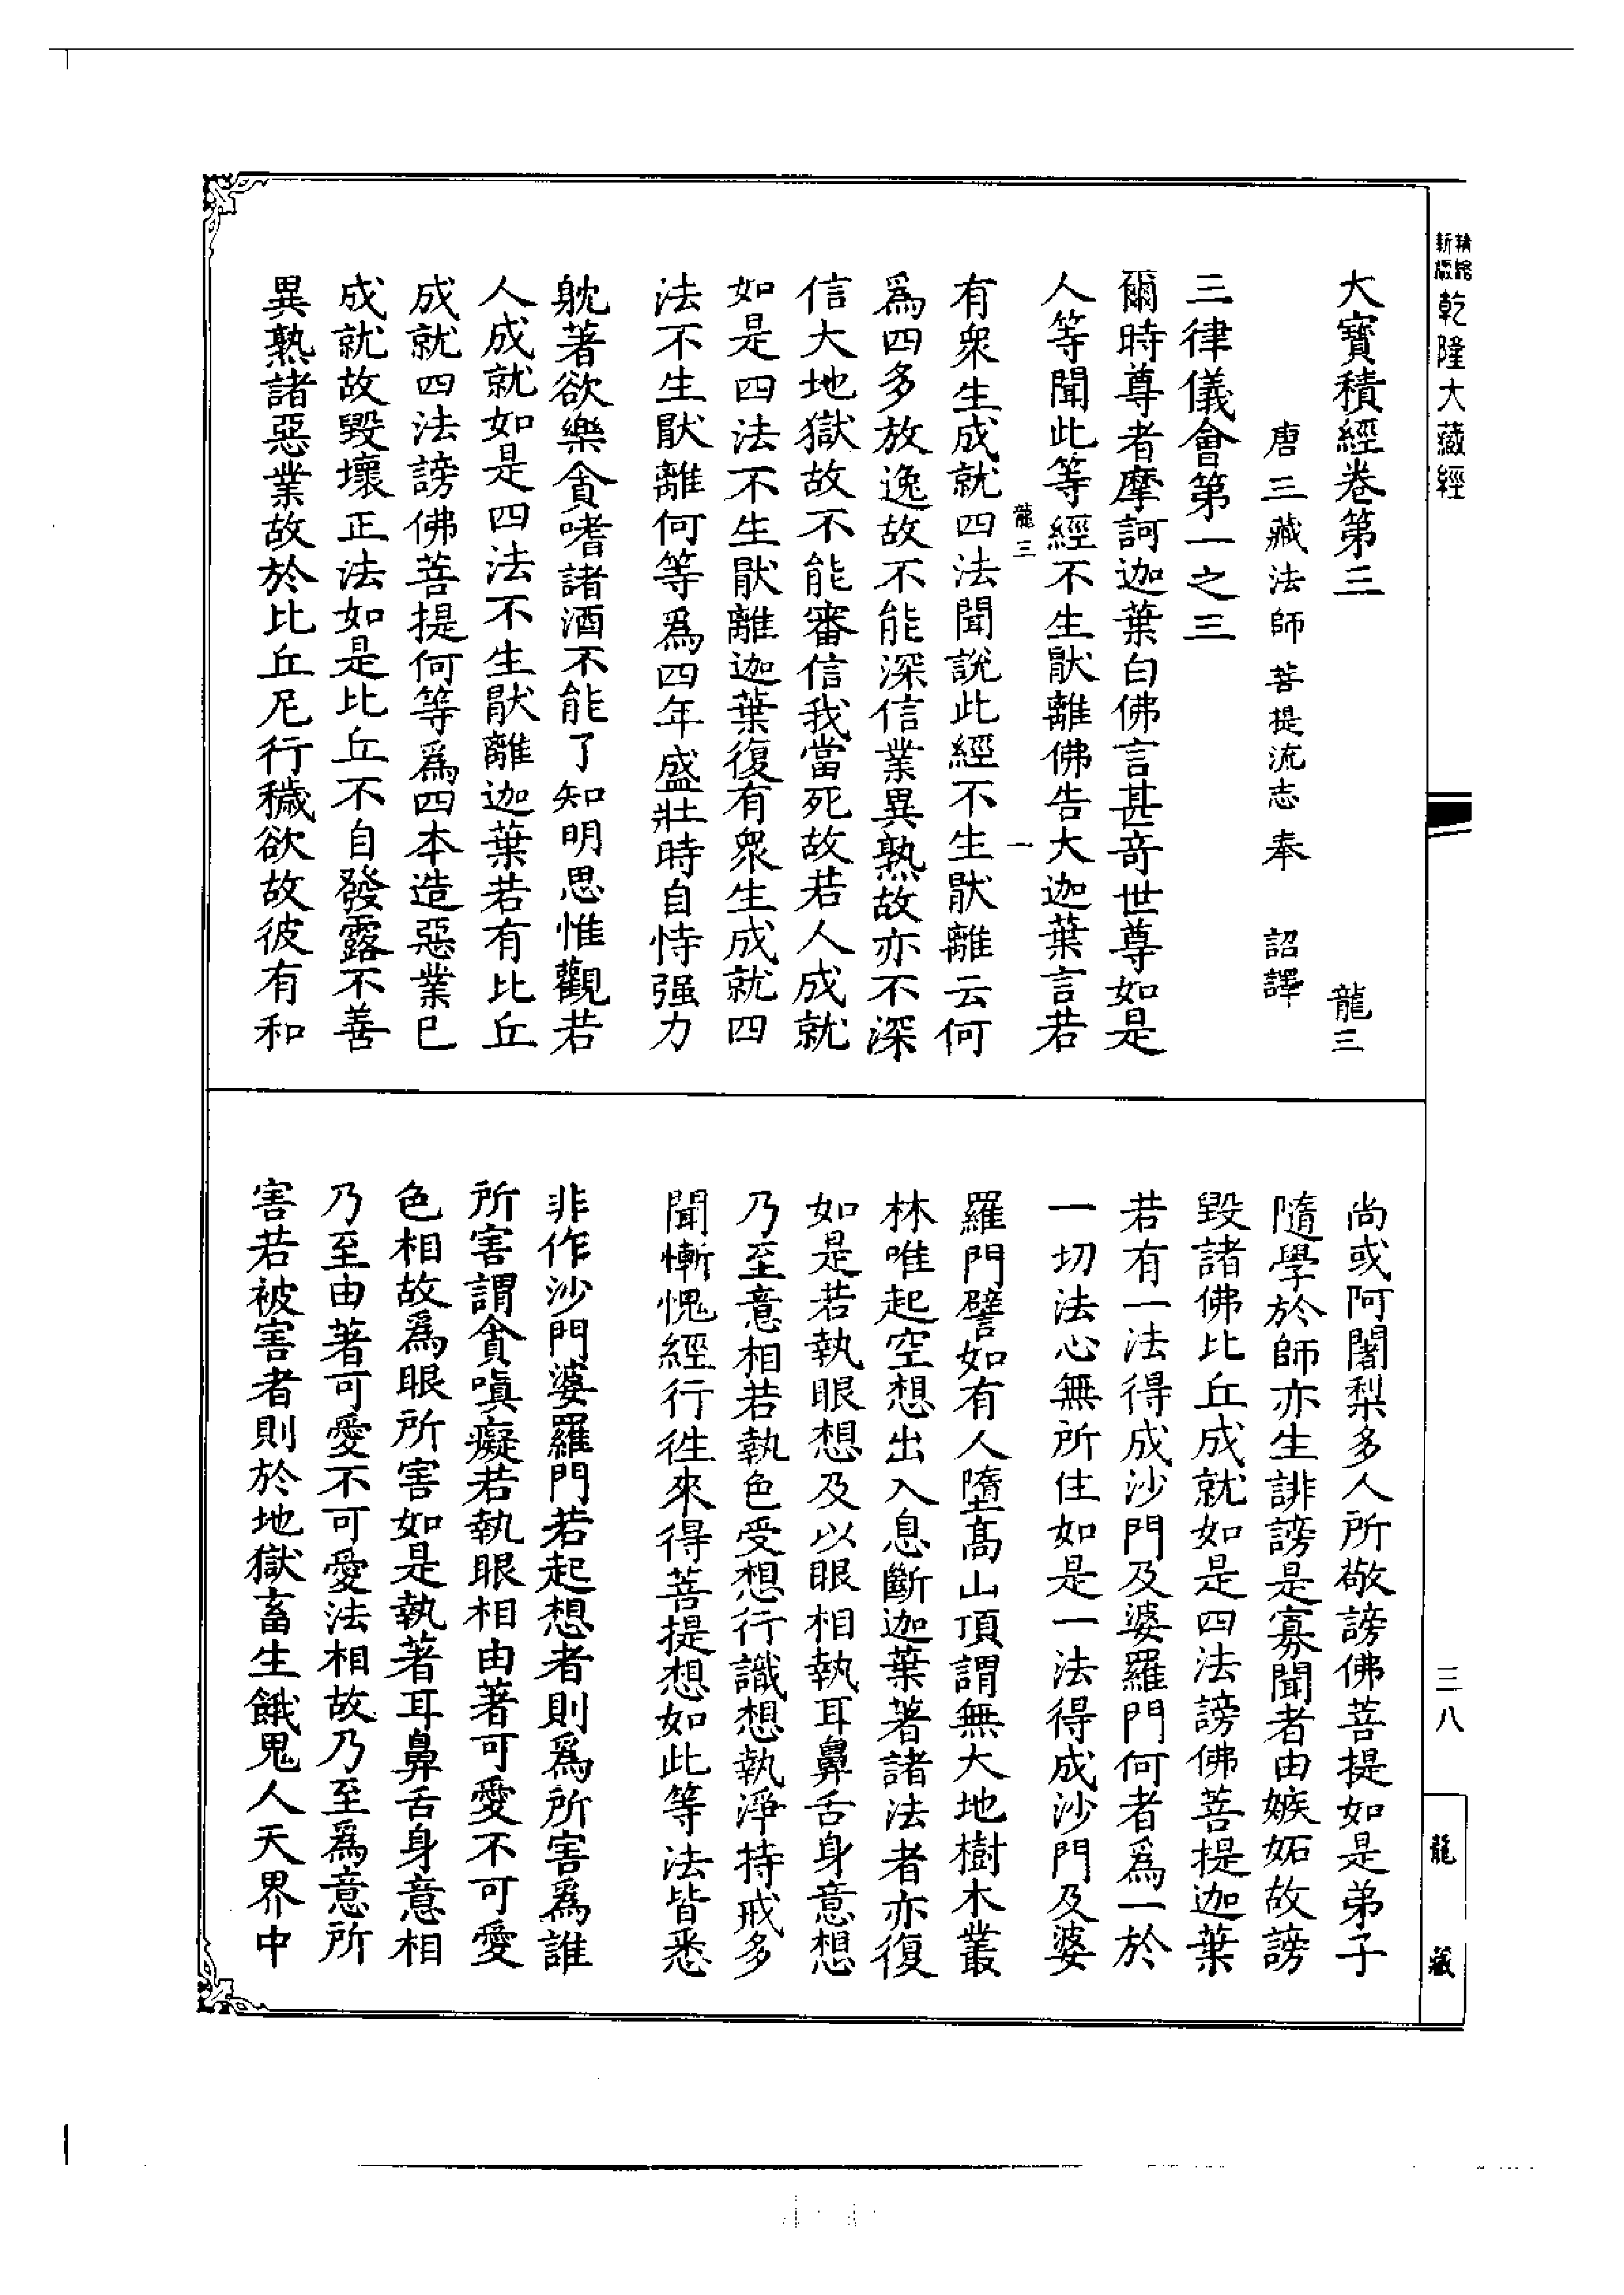 精縮新版乾隆大藏經
大寶積經卷第三 龍三
唐三藏法師菩提流志奉 詔譯
三律儀會第一之三
爾時尊者摩訶迦葉白佛言甚奇世尊如是
人等聞此等經不生猒離佛告大迦葉言若
龍三 一
有衆生成就四法聞說此經不生猒離云何
爲四多放逸故不能深信業異熟故亦不深
信大地獄故不能審信我當死故若人成就
如是四法不生猒離迦葉復有衆生成就四
法不生猒離何等爲四年盛壯時自恃强力
躭著欲樂貪嗜諸酒不能了知明思惟觀若
人成就如是四法不生猒離迦葉若有比丘
成就四法謗佛菩提何等爲四本造惡業已
成就故毀壞正法如是比丘不自發露不善
異熟諸惡業故於比丘尼行穢欲故彼有和
尚或阿闍梨多人所敬謗佛菩提如是弟子
隨學於師亦生誹謗是寡聞者由嫉妬故謗
毀諸佛比丘成就如是四法謗佛菩提迦葉
若有一法得成沙門及婆羅門何者爲一於
一切法心無所住如是一法得成沙門及婆
羅門譬如有人墮高山頂謂無大地樹木叢
林唯起空想出入息斷迦葉著諸法者亦復
如是若執眼想及以眼相執耳鼻舌身意想
乃至意相若執色受想行識想執淨持戒多
聞慚愧經行徃來得菩提想如此等法皆悉
非作沙門婆羅門若起想者則爲所害爲誰
所害謂貪嗔癡若執眼相由著可愛不可愛
色相故爲眼所害如是執著耳鼻舌身意相
乃至由著可愛不可愛法相故乃至爲意所
害若被害者則於地獄畜生餓鬼人天界中
三八
龍藏